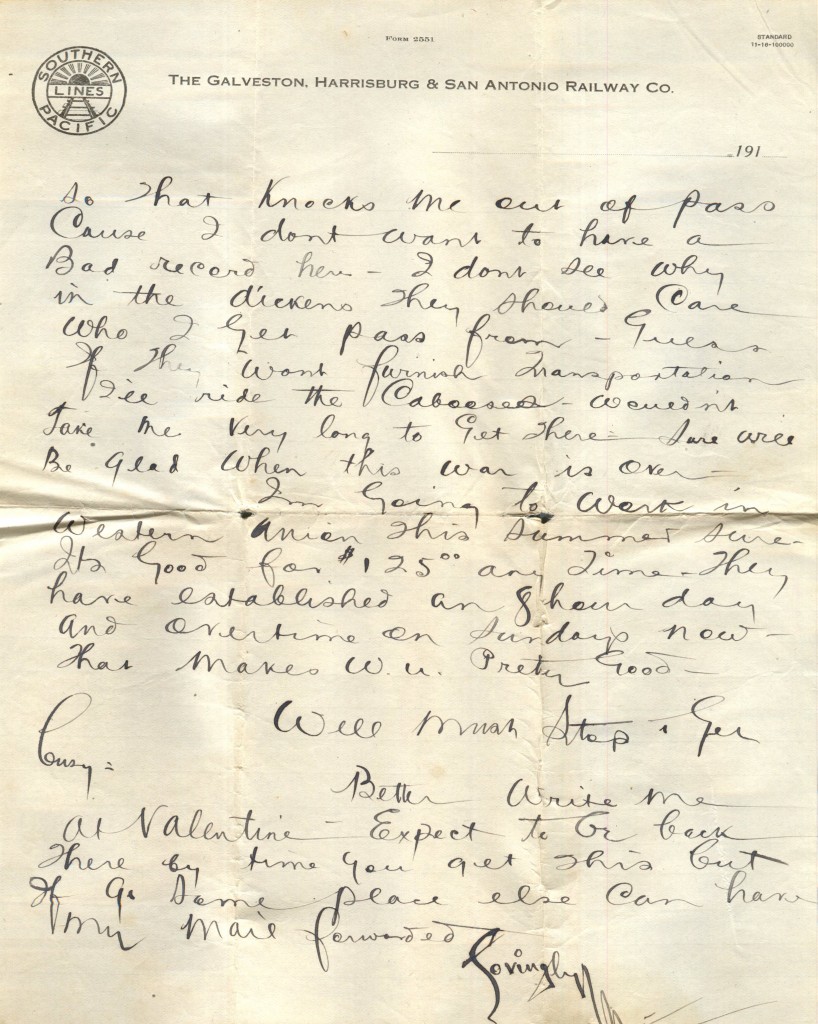 FORM 2551
STANDARD
11-16-100000
SOUTHERN PACIFIC
LINES
THE GALVESTON, HARRISBURG & SAN ANTONIO RAILWAY CO.
191
so that Knocks Me out of pass
Cause I dont want to have a
Bad record here - I dont see why
in the dickens they should Care
Who I Get pass from - Guess
If They Wont furnish Transportation
I'll ride the Cabooses - Wouldnt
Take Me Very long to Get there = Sure will
Be Glad When this war is over -
I'm Going to Work in
Western Union this summer sure -
Its Good for $125⁰⁰ any Time - They
have established an 8 hour day
and overtime on Sundays now -
That Makes W.U. Prety Good -
Well Must Stop & Get
Busy =
Better Write Me
At Valentine - Expect to be back
There by time you get this but
If Go Some place else Can have
My Mail forwarded
Lovingly